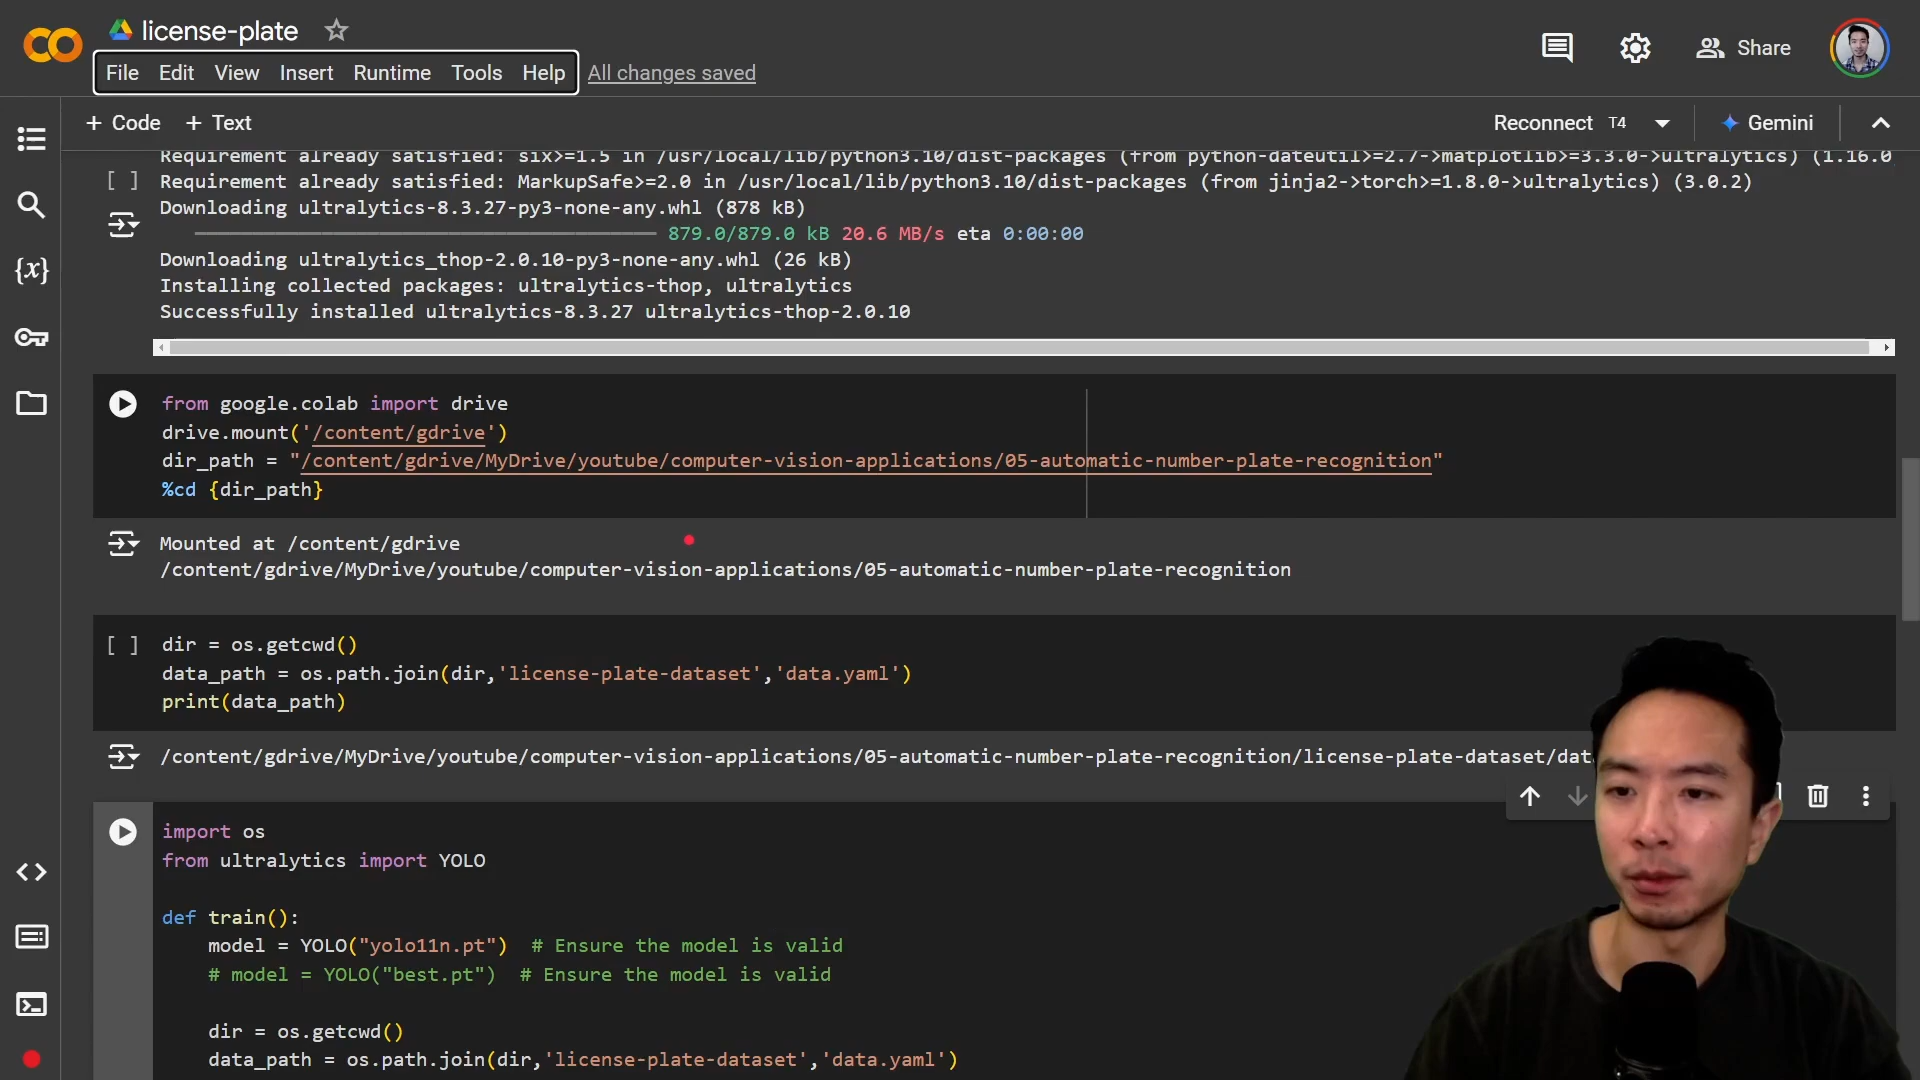 license-plate
File Edit View Insert Runtime Tools Help All changes saved
Share
+ Code + Text
Reconnect T4
Gemini
Requirement already satisfied: six>=1.5 in /usr/local/lib/python3.10/dist-packages (from python-dateutil>=2.7->matplotlib>=3.3.0->ultralytics) (1.16.0
[ ] Requirement already satisfied: MarkupSafe>=2.0 in /usr/local/lib/python3.10/dist-packages (from jinja2->torch>=1.8.0->ultralytics) (3.0.2)
Downloading ultralytics-8.3.27-py3-none-any.whl (878 kB)
879.0/879.0 kB 20.6 MB/s eta 0:00:00
Downloading ultralytics_thop-2.0.10-py3-none-any.whl (26 kB)
Installing collected packages: ultralytics-thop, ultralytics
Successfully installed ultralytics-8.3.27 ultralytics-thop-2.0.10
from google.colab import drive
drive.mount('/content/gdrive')
dir_path = "/content/gdrive/MyDrive/youtube/computer-vision-applications/05-automatic-number-plate-recognition"
%cd {dir_path}
Mounted at /content/gdrive
/content/gdrive/MyDrive/youtube/computer-vision-applications/05-automatic-number-plate-recognition
[ ] dir = os.getcwd()
data_path = os.path.join(dir,'license-plate-dataset','data.yaml')
print(data_path)
/content/gdrive/MyDrive/youtube/computer-vision-applications/05-automatic-number-plate-recognition/license-plate-dataset/dat
import os
from ultralytics import YOLO
def train():
model = YOLO("yolo11n.pt") # Ensure the model is valid
# model = YOLO("best.pt") # Ensure the model is valid
dir = os.getcwd()
data_path = os.path.join(dir,'license-plate-dataset','data.yaml')